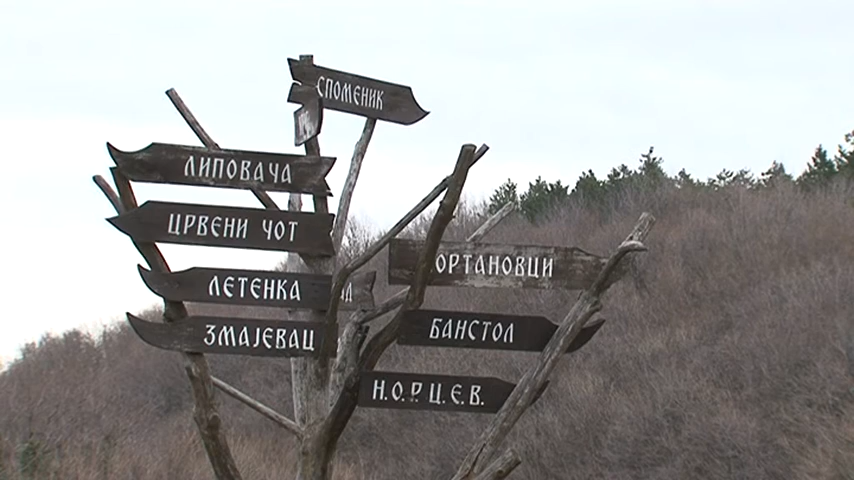 СПОМЕНИК
ЛИПОВАЧА
ЦРВЕНИ ЧОТ
ЛЕТЕНКА
ЗМАЈЕВАЦ
ОРТАНОВЦИ
БАНСТОЛ
Н.О.Р.Ц.Е.В.